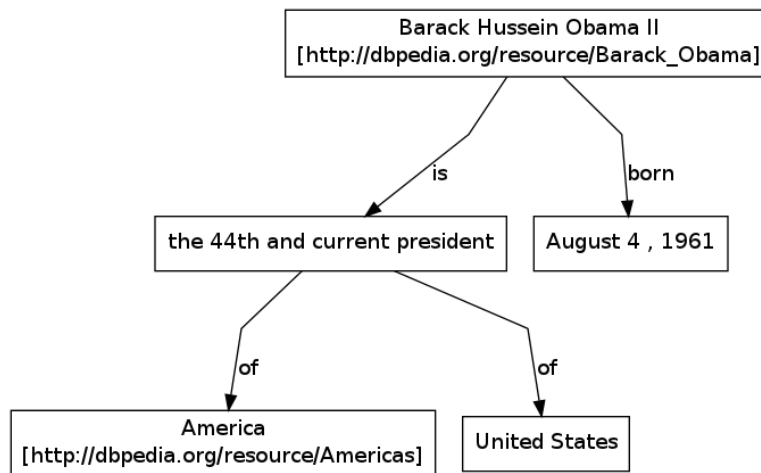 Barack Hussein Obama II
[http://dbpedia.org/resource/Barack_Obama]
is
born
the 44th and current president
August 4 , 1961
of
of
America
[http://dbpedia.org/resource/Americas]
United States